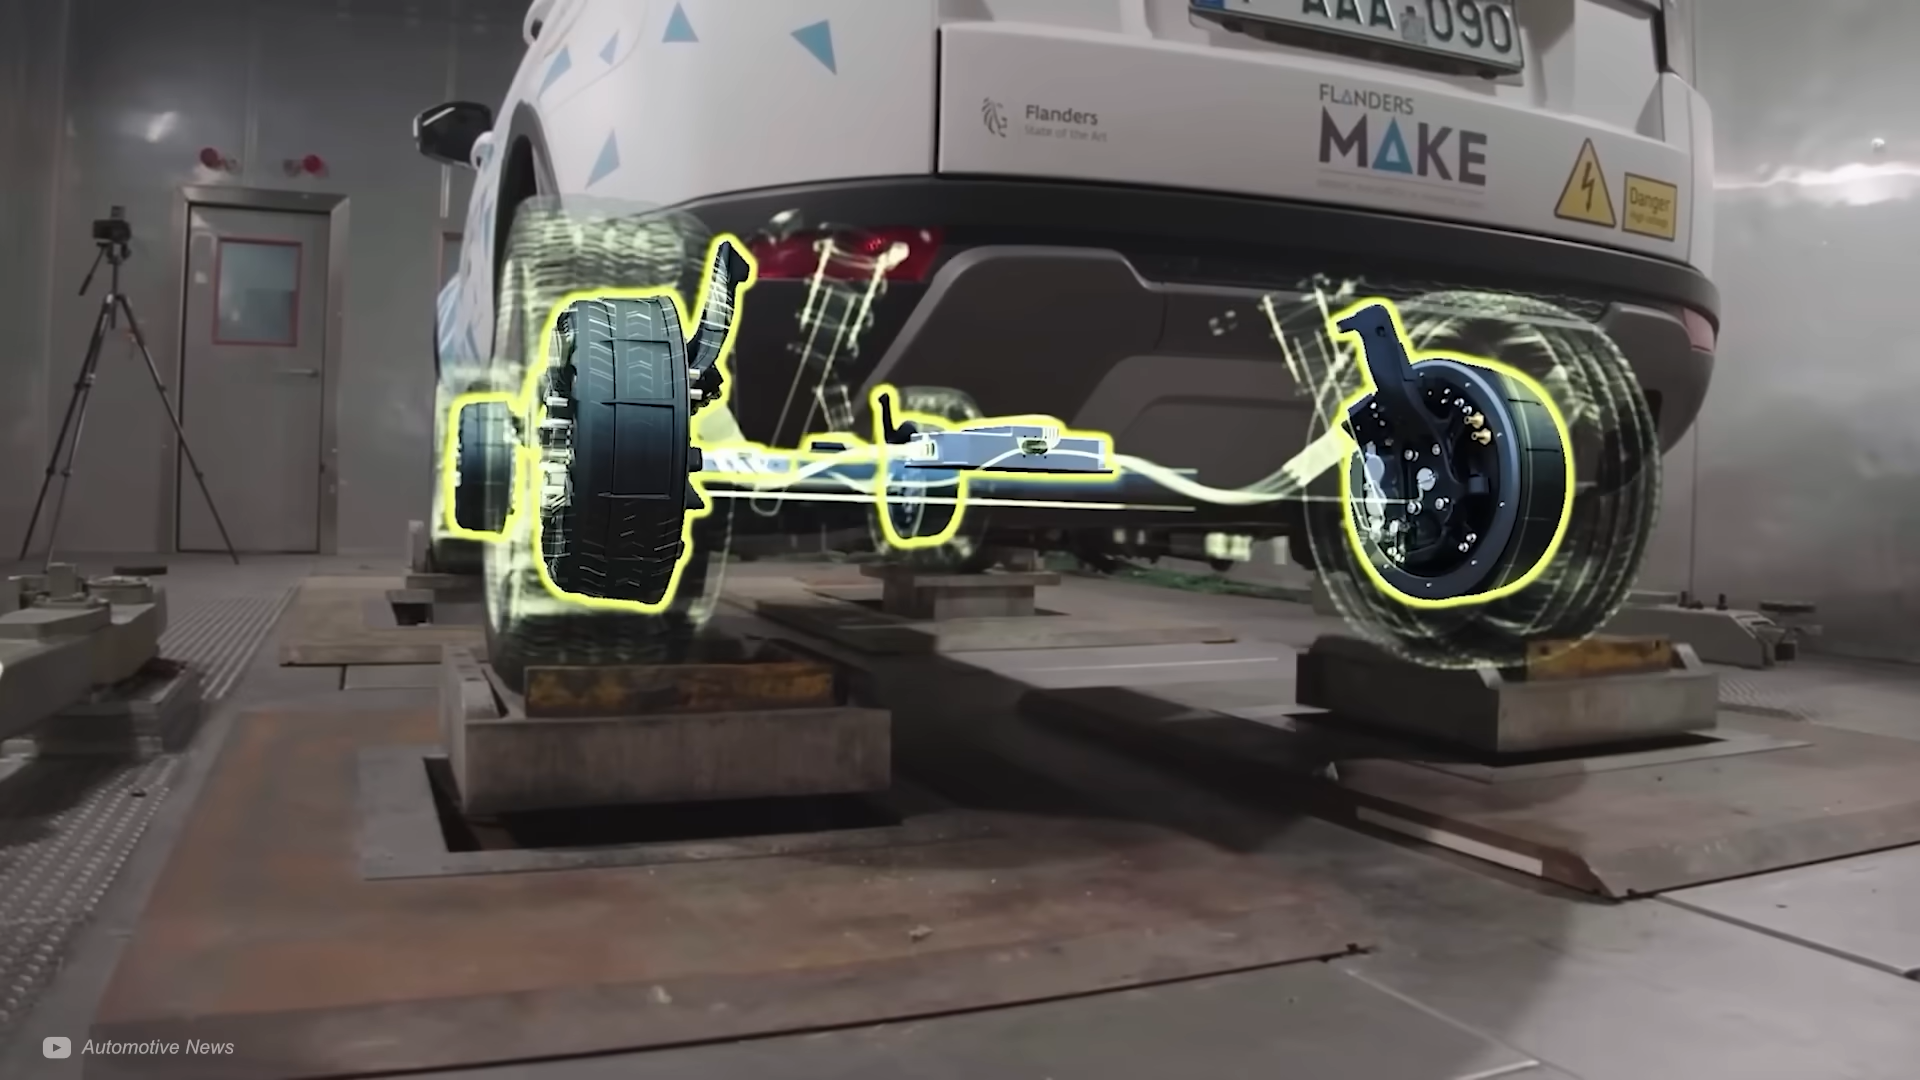 AAA·090
Flanders
State of the Art
FLANDERS
MAKE
Danger
High voltage
Automotive News